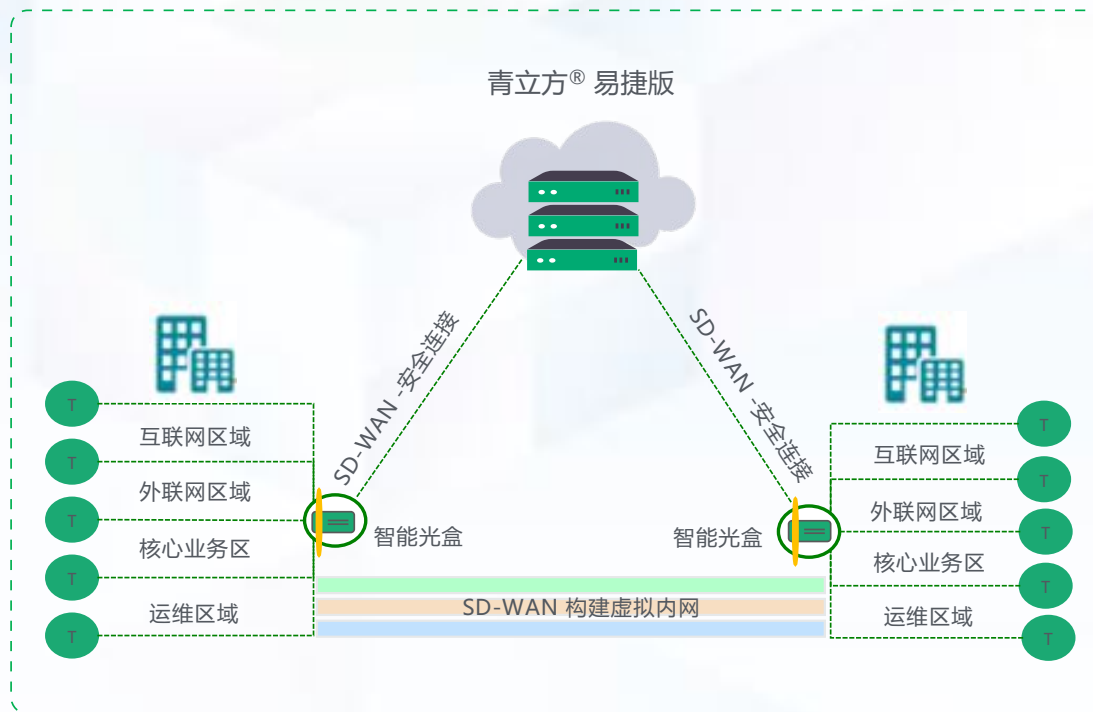 青立方® 易捷版
SD-WAN -安全连接
SD-WAN -安全连接
T
互联网区域
T
外联网区域
T
核心业务区
T
运维区域
T
智能光盒
智能光盒
T
互联网区域
T
外联网区域
T
核心业务区
T
运维区域
T
SD-WAN 构建虚拟内网